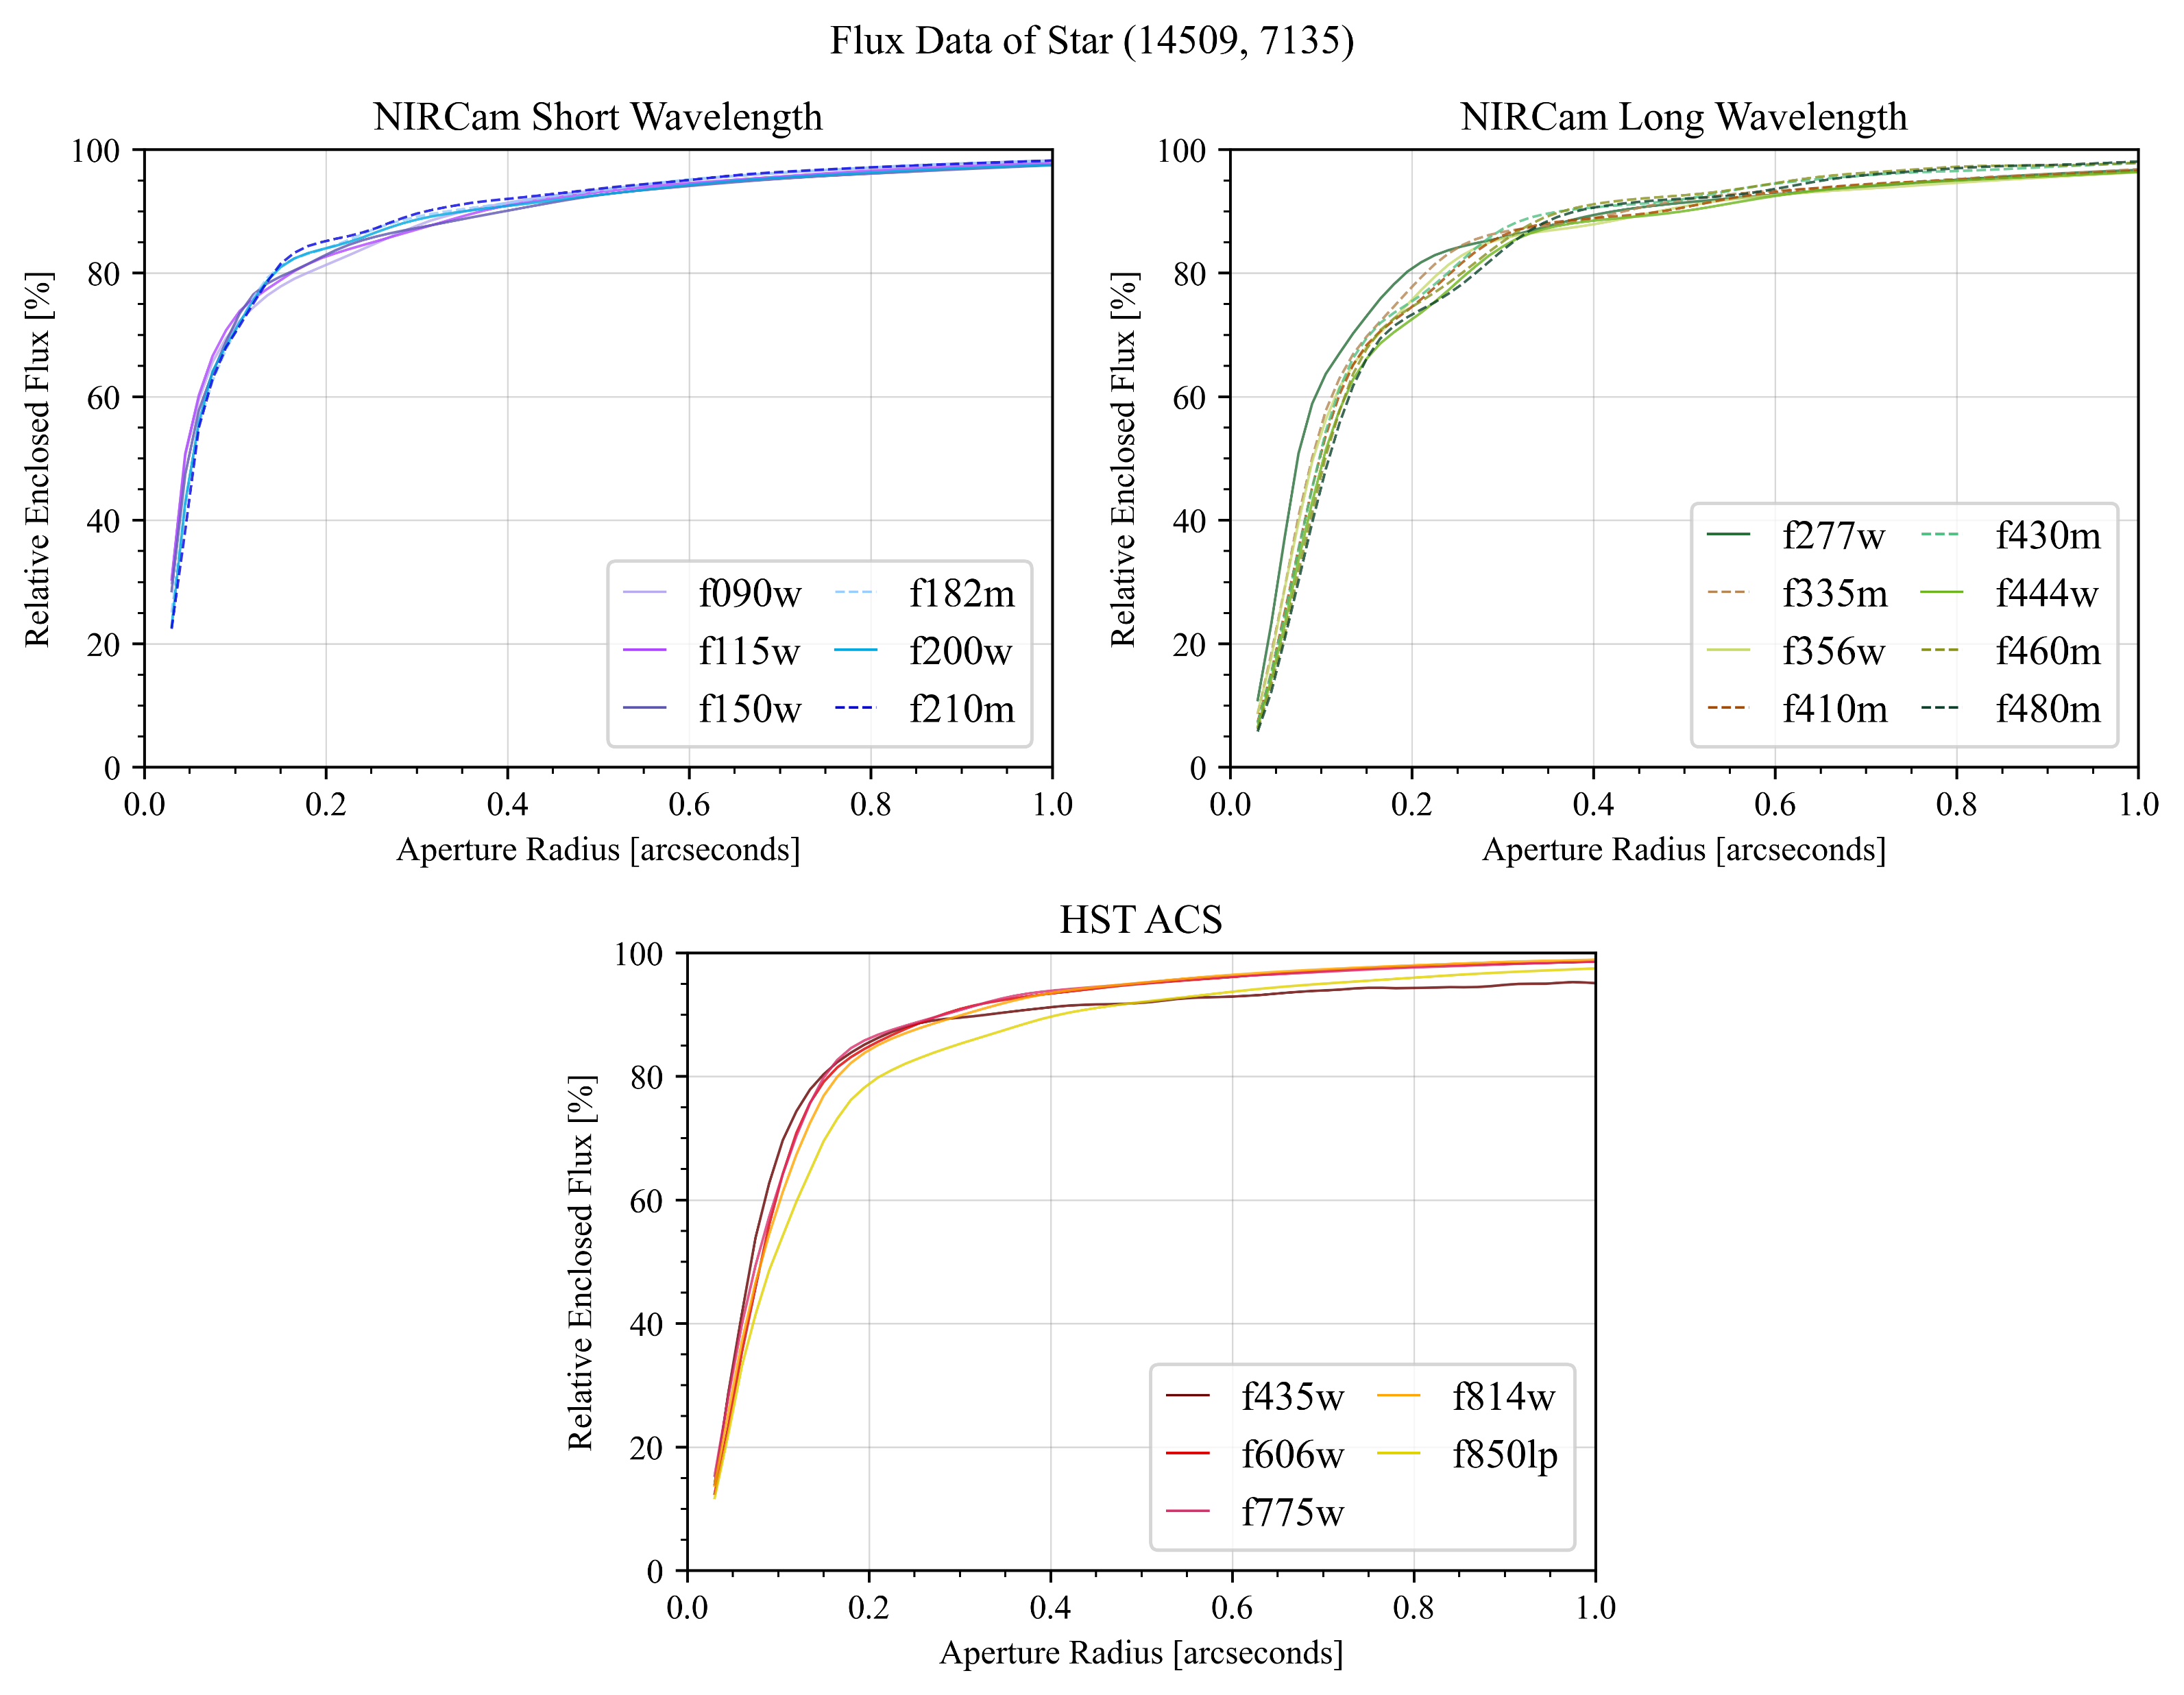 Flux Data of Star (14509, 7135)
NIRCam Short Wavelength
Relative Enclosed Flux [%]
100
80
60
40
20
0
f090w f182m
f115w f200w
f150w f210m
0.0 0.2 0.4 0.6 0.8 1.0
Aperture Radius [arcseconds]
NIRCam Long Wavelength
Relative Enclosed Flux [%]
100
80
60
40
20
0
f277w f430m
f335m f444w
f356w f460m
f410m f480m
0.0 0.2 0.4 0.6 0.8 1.0
Aperture Radius [arcseconds]
HST ACS
Relative Enclosed Flux [%]
100
80
60
40
20
0
f435w f814w
f606w f850lp
f775w
0.0 0.2 0.4 0.6 0.8 1.0
Aperture Radius [arcseconds]